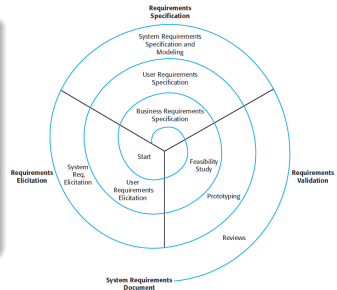 Requirements
Specification
System Requirements
Specification and
Modeling
User Requirements
Specification
Business Requirements
Specification
Start
Feasibility
Study
System
Req.
Elicitation
User
Requirements
Elicitation
Requirements
Elicitation
Requirements
Validation
Prototyping
Reviews
System Requirements
Document